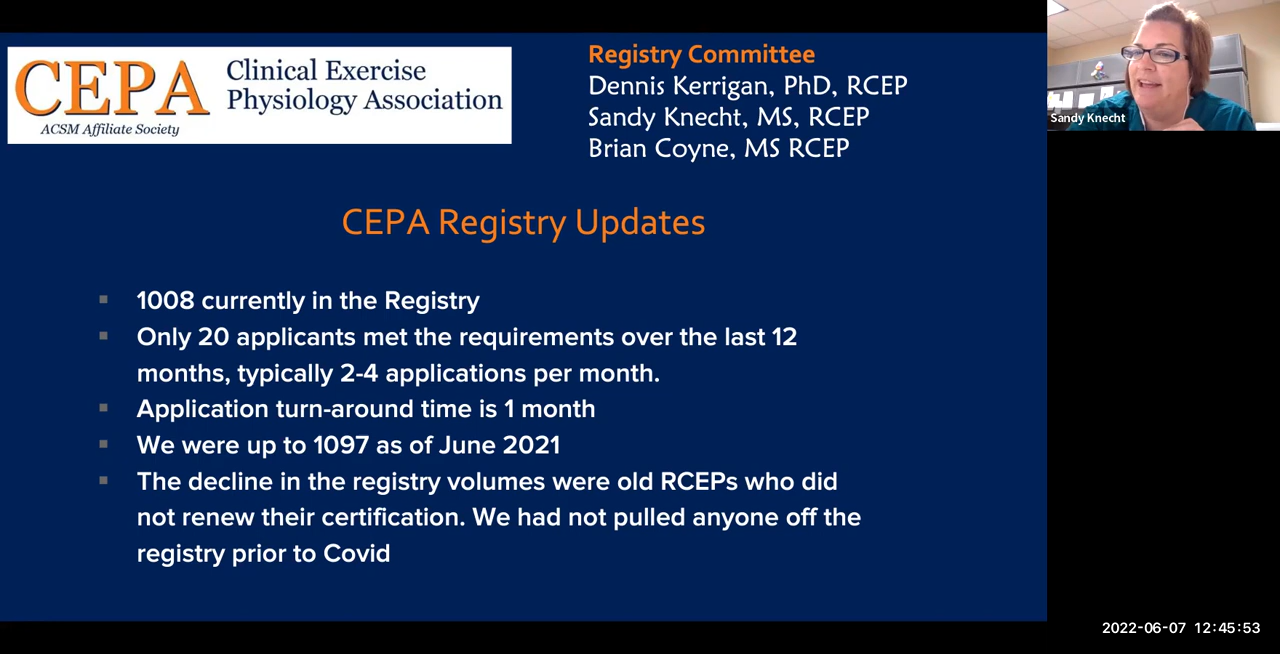 CEPA
Clinical Exercise
Physiology Association
ACSM Affiliate Society
Registry Committee
Dennis Kerrigan, PhD, RCEP
Sandy Knecht, MS, RCEP
Brian Coyne, MS RCEP
Sandy Knecht
CEPA Registry Updates
▪ 1008 currently in the Registry
▪ Only 20 applicants met the requirements over the last 12
months, typically 2-4 applications per month.
▪ Application turn-around time is 1 month
▪ We were up to 1097 as of June 2021
▪ The decline in the registry volumes were old RCEPs who did
not renew their certification. We had not pulled anyone off the
registry prior to Covid
2022-06-07 12:45:53